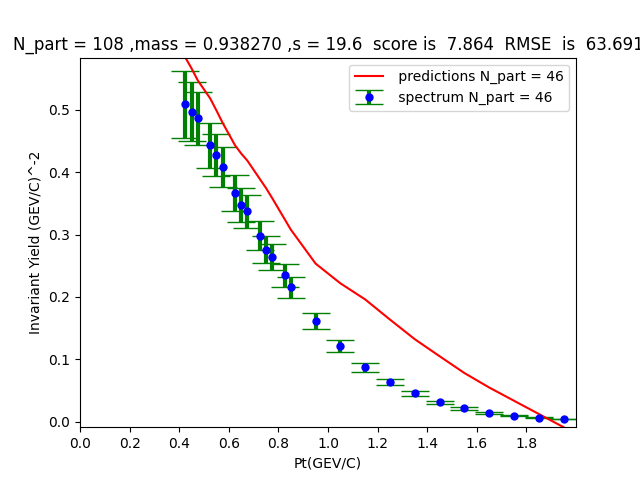 N_part = 108 ,mass = 0.938270 ,s = 19.6  score is  7.864  RMSE  is  63.691
predictions N_part = 46
spectrum N_part = 46
Invariant Yield (GEV/C)^-2
0.5
0.4
0.3
0.2
0.1
0.0
0.0 0.2 0.4 0.6 0.8 1.0 1.2 1.4 1.6 1.8
Pt(GEV/C)